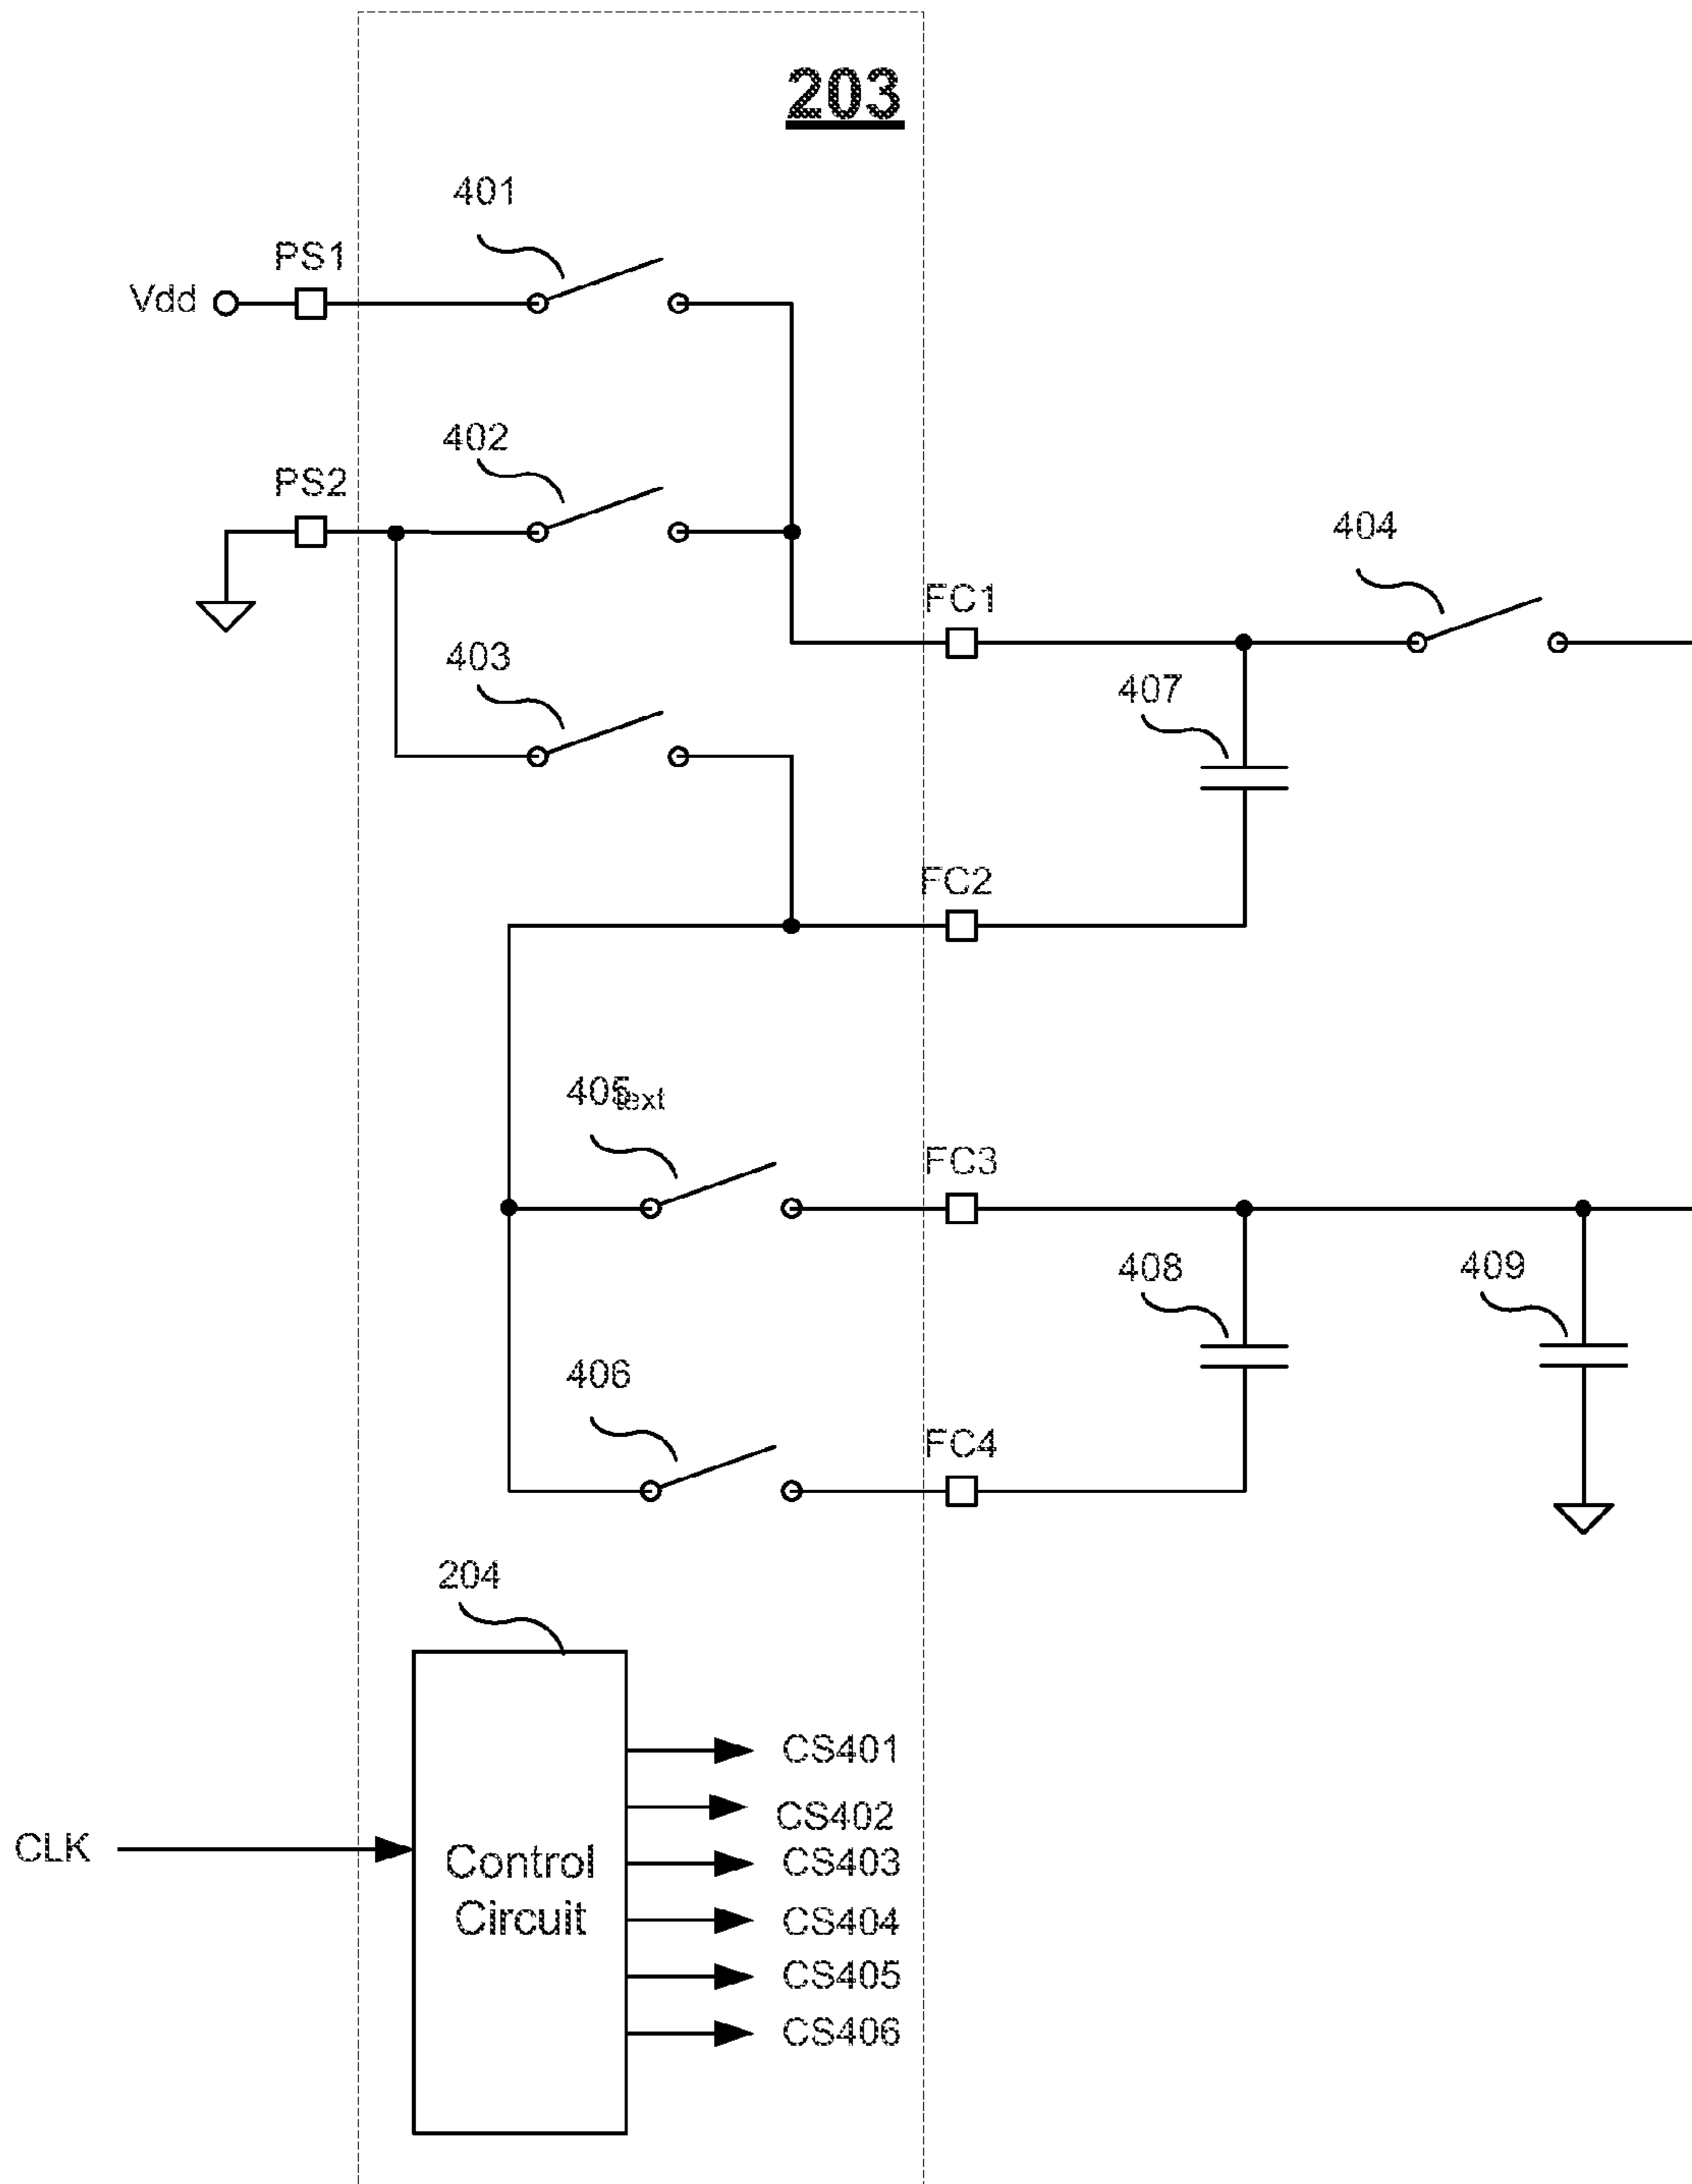 203
401
PS1
Vdd
402
PS2
404
FC1
403
407
FC2
405
text
FC3
408
409
406
FC4
204
CS401
CS402
CLK
Control
Circuit
CS403
CS404
CS405
CS406